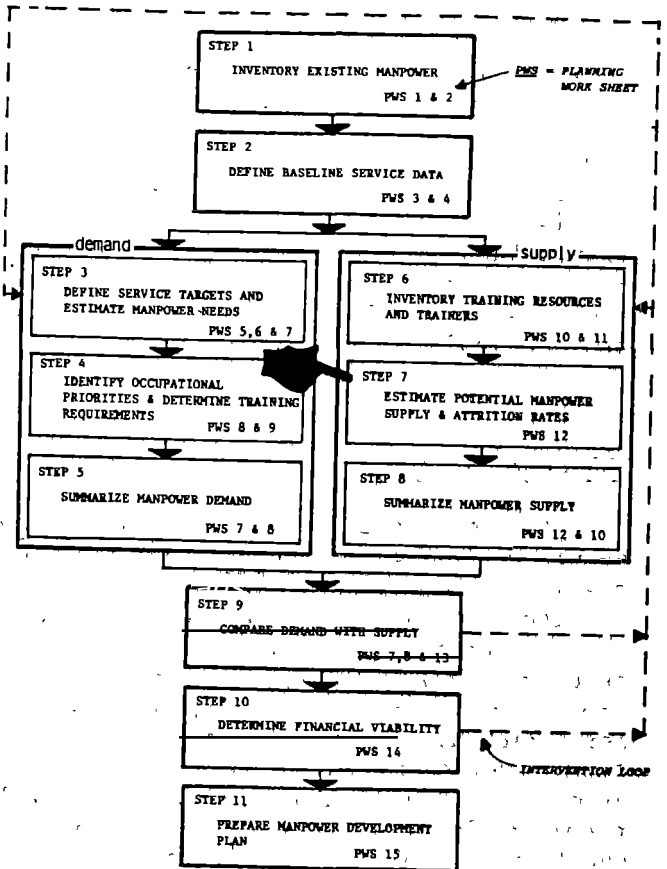 STEP 1
INVENTORY EXISTING MANPOWER
PWS 1 & 2
PWS = PLANNING
WORK SHEET
STEP 2
DEFINE BASELINE SERVICE DATA
PWS 3 & 4
demand
STEP 3
DEFINE SERVICE TARGETS AND
ESTIMATE MANPOWER NEEDS
PWS 5,6 & 7
STEP 4
IDENTIFY OCCUPATIONAL
PRIORITIES & DETERMINE TRAINING
REQUIREMENTS
PWS 8 & 9
STEP 5
SUMMARIZE MANPOWER DEMAND
PWS 7 & 8
supply
STEP 6
INVENTORY TRAINING RESOURCES
AND TRAINERS
PWS 10 & 11
STEP 7
ESTIMATE POTENTIAL MANPOWER
SUPPLY & ATTRITION RATES
PWS 12
STEP 8
SUMMARIZE MANPOWER SUPPLY
PWS 12 & 10
STEP 9
COMPARE DEMAND WITH SUPPLY
PWS 7,8 & 13
STEP 10
DETERMINE FINANCIAL VIABILITY
PWS 14
INTERVENTION LOOP
STEP 11
PREPARE MANPOWER DEVELOPMENT
PLAN
PWS 15